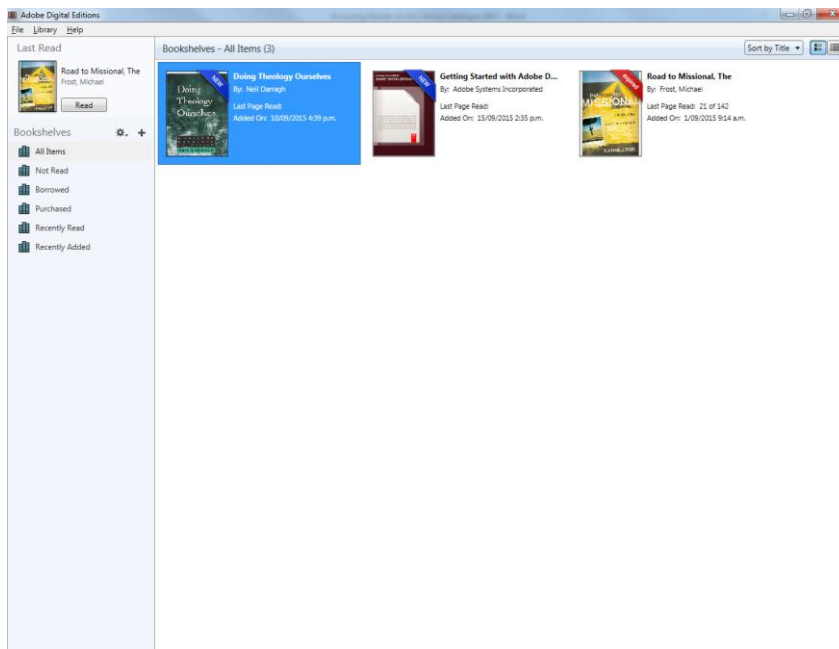 Adobe Digital Editions
File Library Help
Last Read
Road to Missional, The
Frost, Michael
Read
Bookshelves
All Items
Not Read
Borrowed
Purchased
Recently Read
Recently Added
Bookshelves - All Items (3)
Sort by Title
NEW
Doing Theology Ourselves
Doing Theology Ourselves
By: Neil Darragh
Last Page Read:
Added On: 10/09/2015 4:39 p.m.
NEW
Getting Started with Adobe D...
By: Adobe Systems Incorporated
Last Page Read:
Added On: 15/09/2015 2:35 p.m.
expired
MISSIONAL
Road to Missional, The
By: Frost, Michael
Last Page Read: 21 of 142
Added On: 1/09/2015 9:14 a.m.